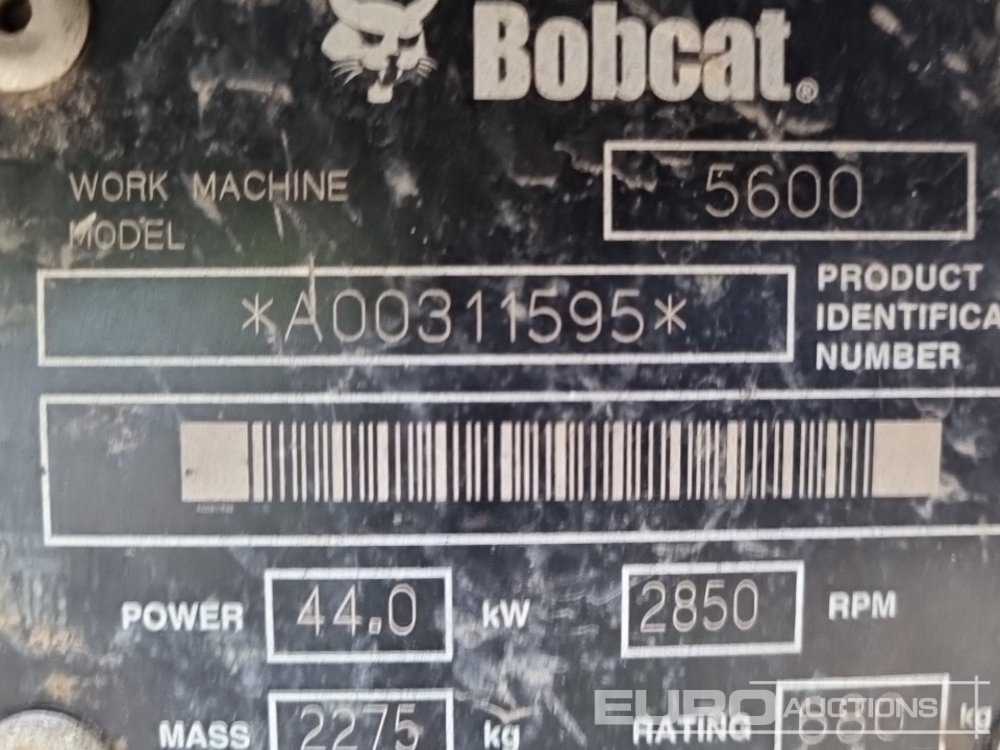 Bobcat®
WORK MACHINE
MODEL
5600
*A00311595*
PRODUCT
IDENTIFICA
NUMBER
POWER 44.0 kW 2850 RPM
MASS 2275 kg RATING 680 kg
EURO AUCTIONS